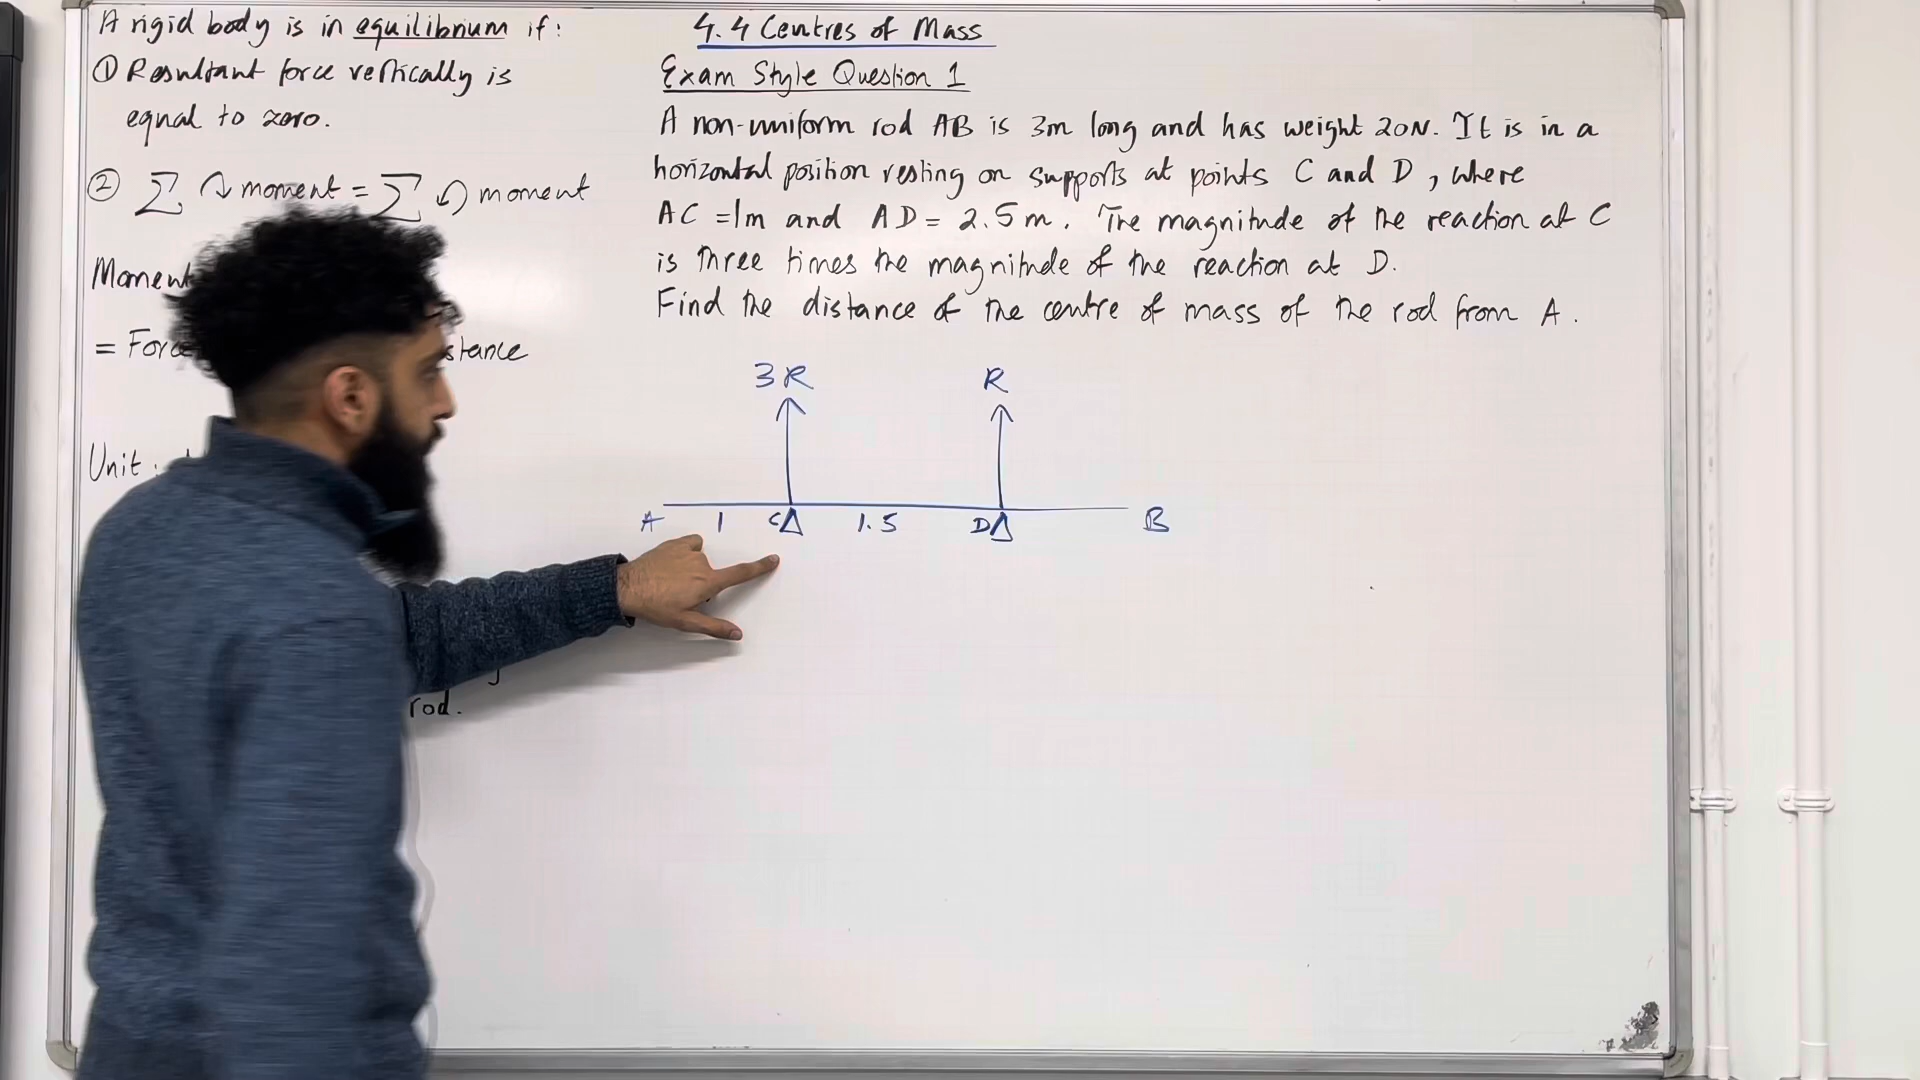 A rigid body is in equilibrium if:
① Resultant force vertically is
equal to zero.
② ∑ ↷ moment = ∑ ↶ moment
Moment
= Force
Unit:
rod.
4.4 Centres of Mass
Exam Style Question 1
A non-uniform rod AB is 3m long and has weight 20N. It is in a
horizontal position resting on supports at points C and D, where
AC = 1m and AD = 2.5m. The magnitude of the reaction at C
is three times the magnitude of the reaction at D.
Find the distance of the centre of mass of the rod from A.
3R R
A 1 C 1.5 D B